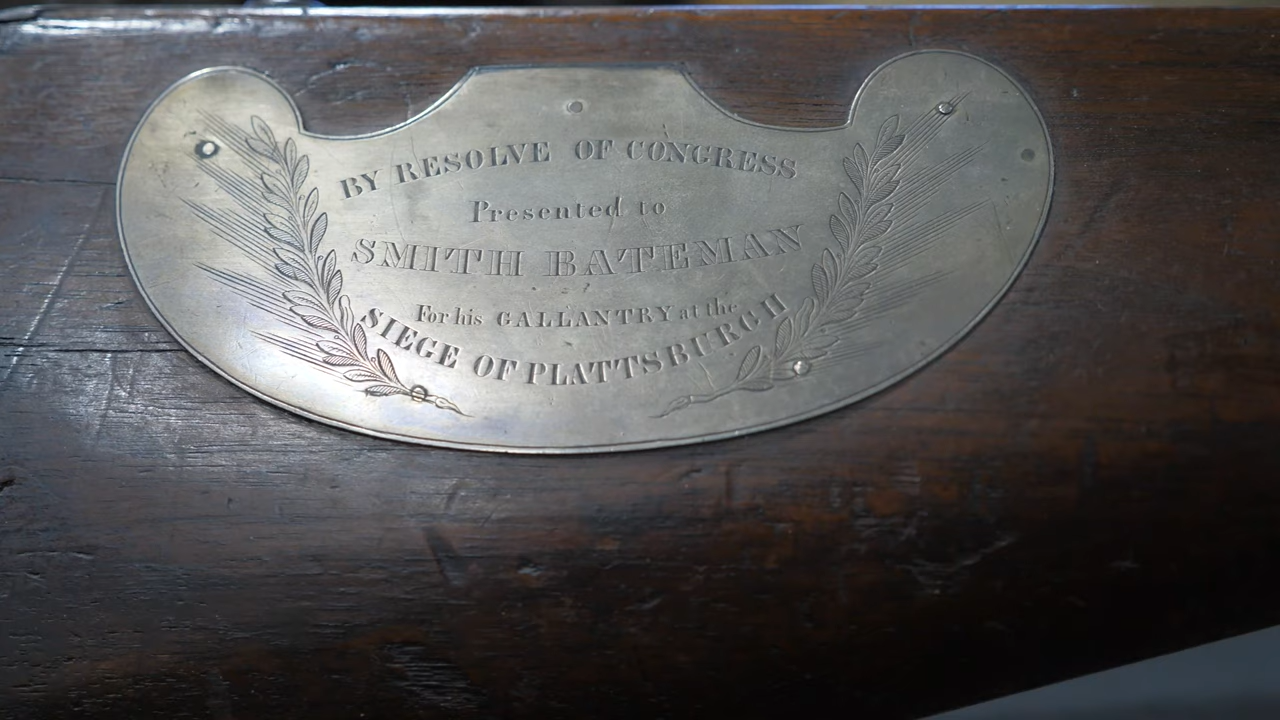 BY RESOLVE OF CONGRESS
Presented to
SMITH BATEMAN
For his GALLANTRY at the
SIEGE OF PLATTSBURGH